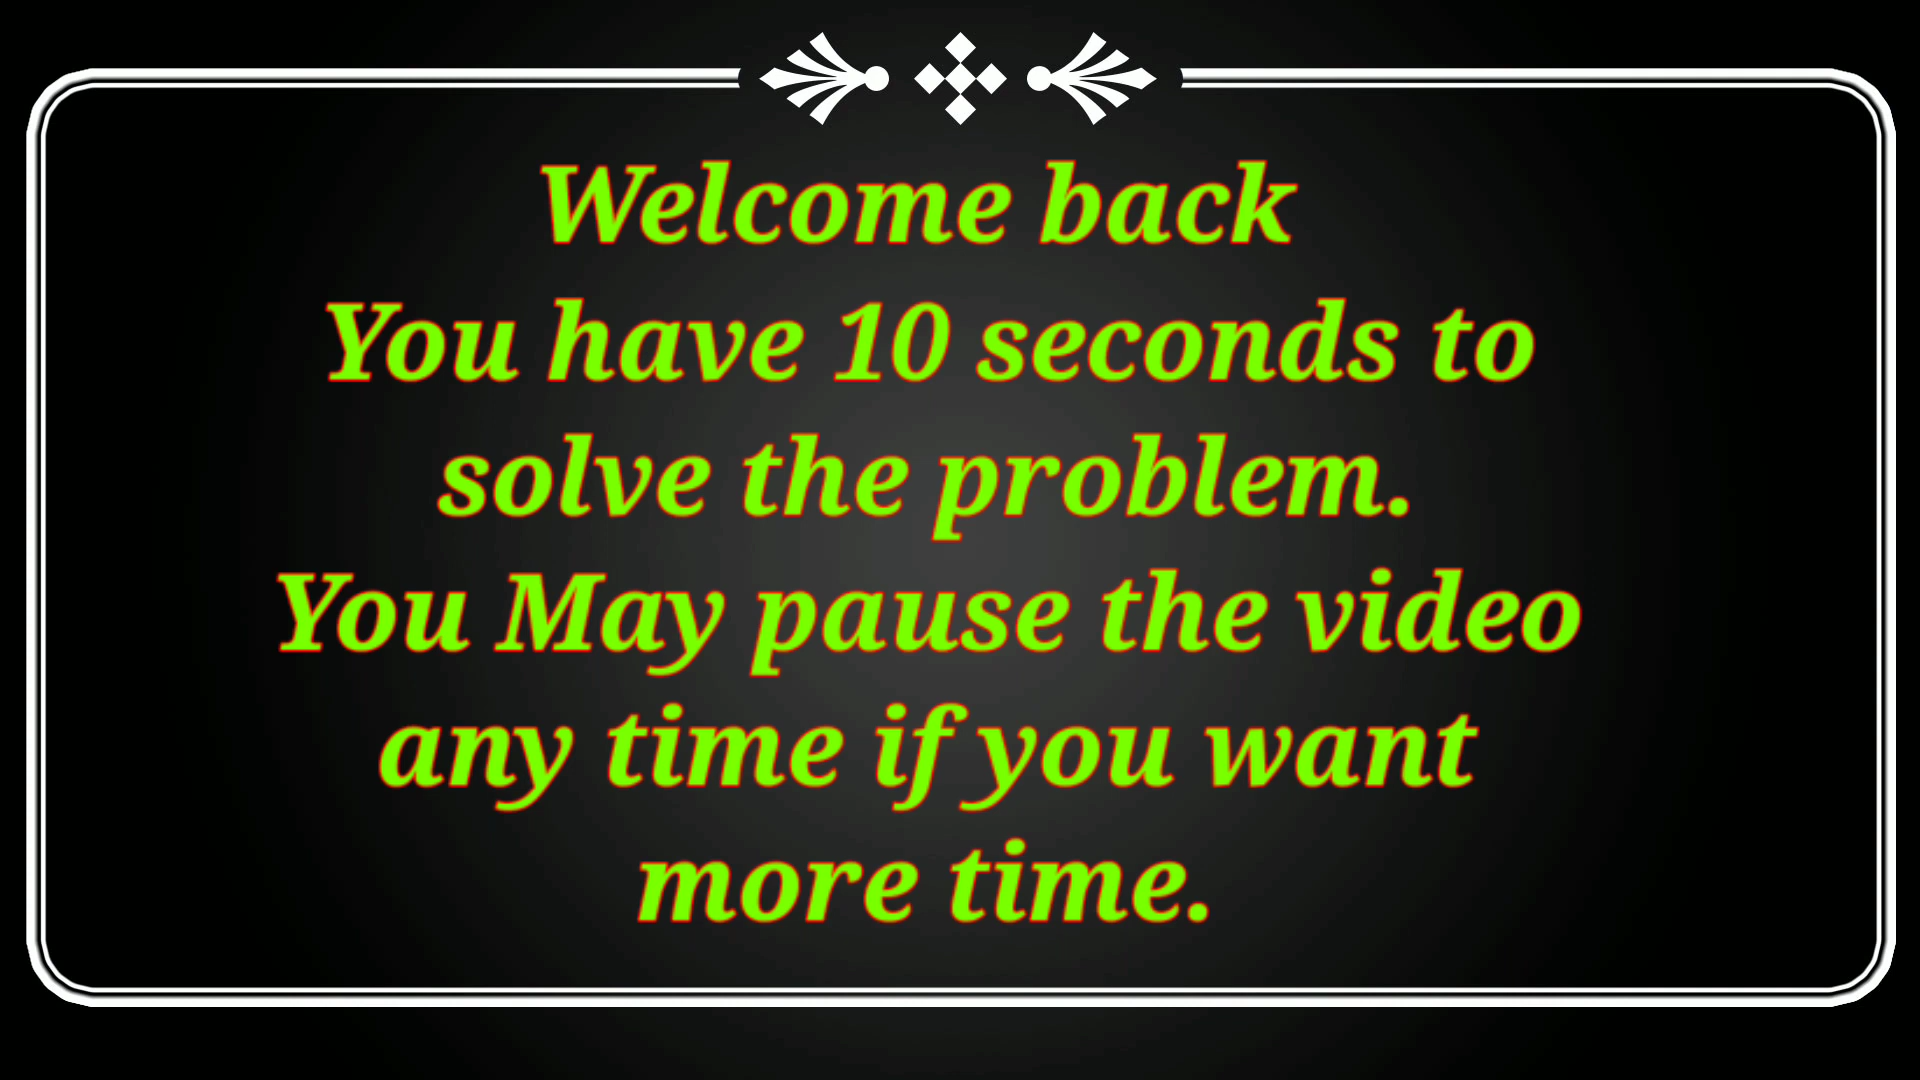 Welcome back
You have 10 seconds to
solve the problem.
You May pause the video
any time if you want
more time.